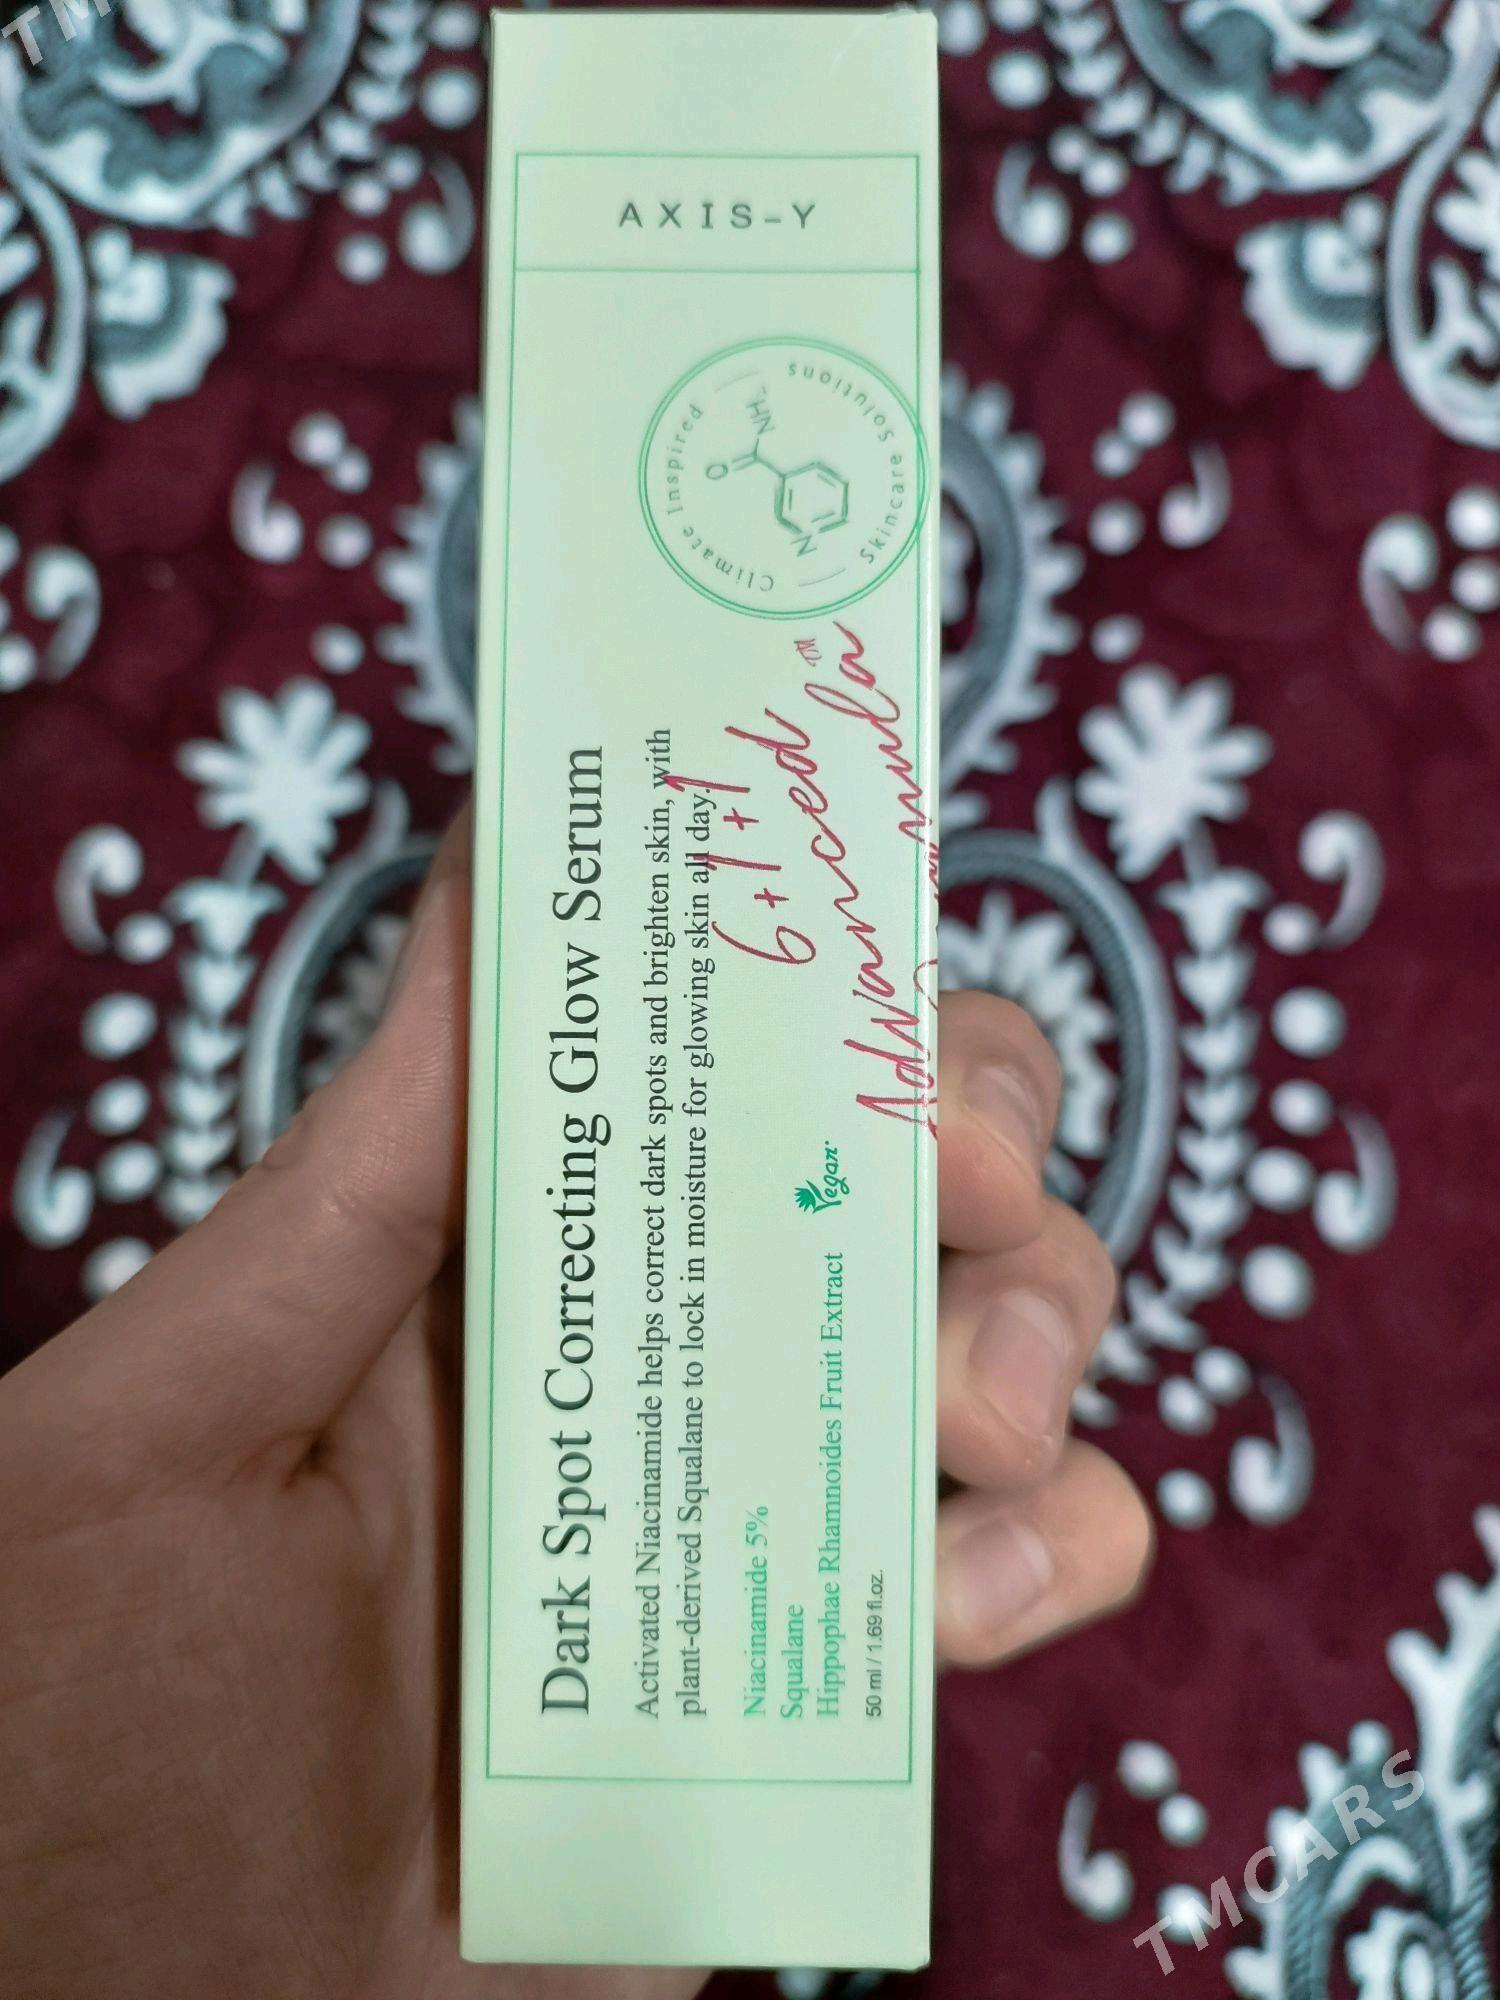 AXIS-Y
Climate Inspired
Skincare Solutions
O
NH₂
N
Dark Spot Correcting Glow Serum
Activated Niacinamide helps correct dark spots and brighten skin, with
plant-derived Squalane to lock in moisture for glowing skin all day.
6+1+1
Advanced
Formula™
Niacinamide 5%
Squalane
Hippophae Rhamnoides Fruit Extract
Vegan
50 ml / 1.69 fl.oz.
TM
TMCARS